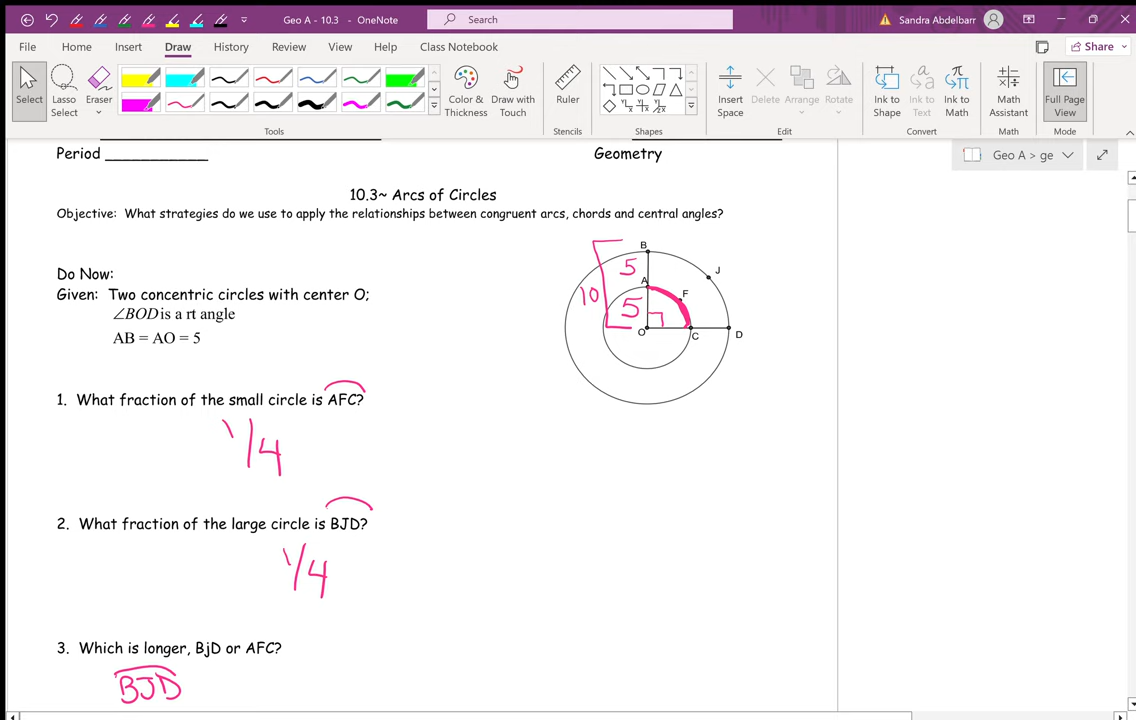 Geo A - 10.3 - OneNote
Search
Sandra Abdelbarr
File Home Insert Draw History Review View Help Class Notebook
Share
Select
Lasso Select
Eraser
Color & Thickness
Draw with Touch
Ruler
Insert Space
Delete
Arrange
Rotate
Ink to Shape
Ink to Text
Ink to Math
Math Assistant
Full Page View
Tools
Stencils
Shapes
Edit
Convert
Math
Mode
Geo A > ge
Period ___________
Geometry
10.3~ Arcs of Circles
Objective: What strategies do we use to apply the relationships between congruent arcs, chords and central angles?
Do Now:
Given: Two concentric circles with center O;
∠BOD is a rt angle
AB = AO = 5
B
J
5
A
F
10
5
O
C
D
1. What fraction of the small circle is AFC?
1/4
2. What fraction of the large circle is BJD?
1/4
3. Which is longer, BjD or AFC?
BJD